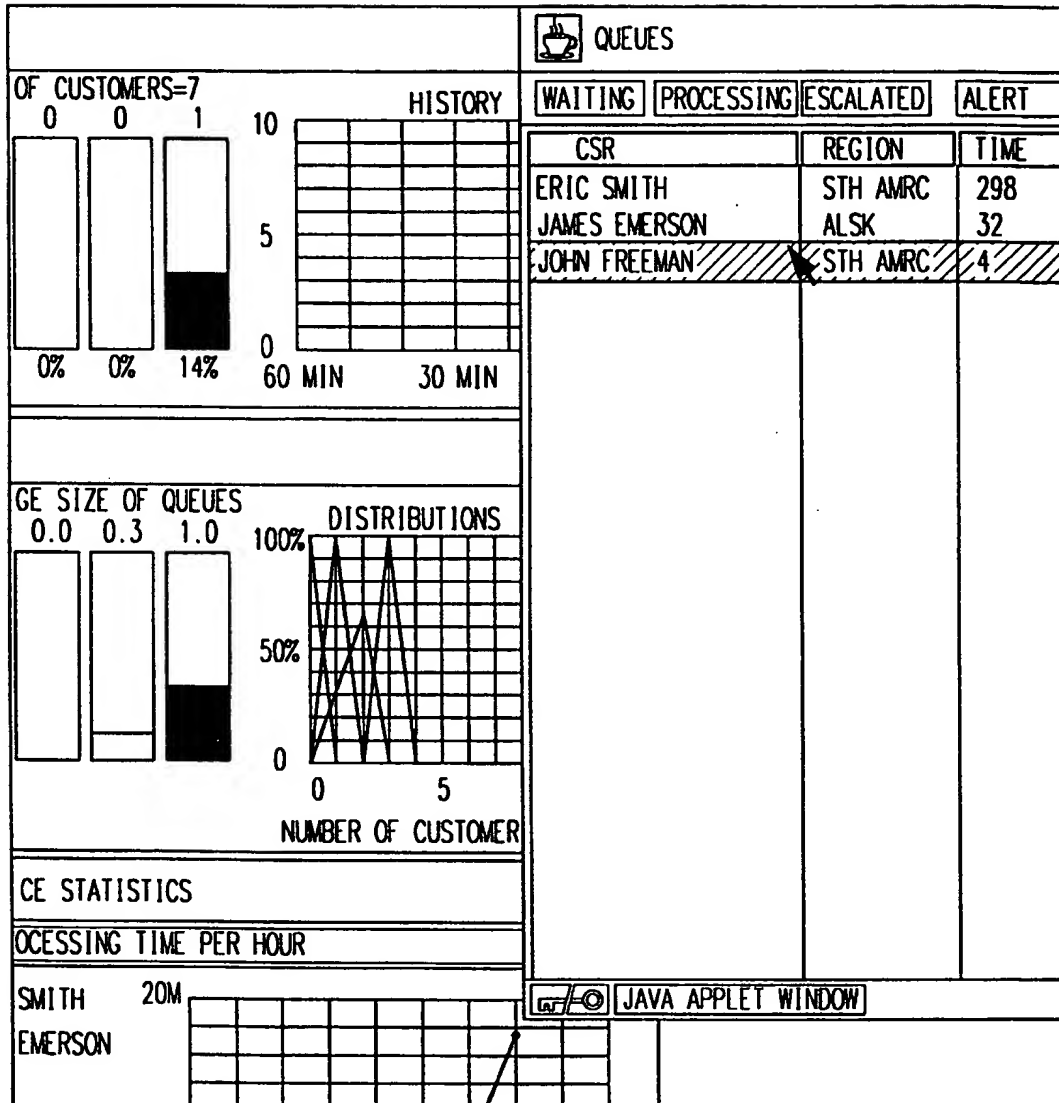 OF CUSTOMERS=7
0 0 1
HISTORY
10
5
0
0% 0% 14%
60 MIN 30 MIN
GE SIZE OF QUEUES
0.0 0.3 1.0
DISTRIBUTIONS
100%
50%
0
0 5
NUMBER OF CUSTOMER
CE STATISTICS
OCESSING TIME PER HOUR
SMITH 20M
EMERSON
QUEUES
WAITING PROCESSING ESCALATED ALERT
CSR REGION TIME
ERIC SMITH STH AMRC 298
JAMES EMERSON ALSK 32
JOHN FREEMAN STH AMRC 4
JAVA APPLET WINDOW